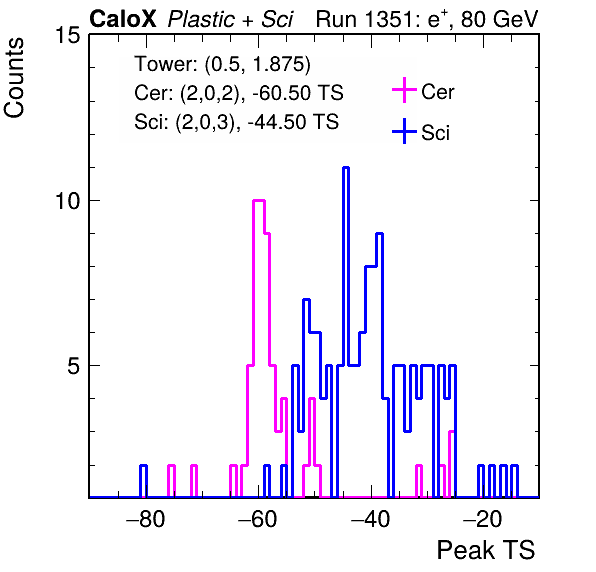 CaloX Plastic + Sci Run 1351: e+, 80 GeV
Counts
15
10
5
Tower: (0.5, 1.875)
Cer: (2,0,2), -60.50 TS
Sci: (2,0,3), -44.50 TS
Cer
Sci
−80 −60 −40 −20
Peak TS